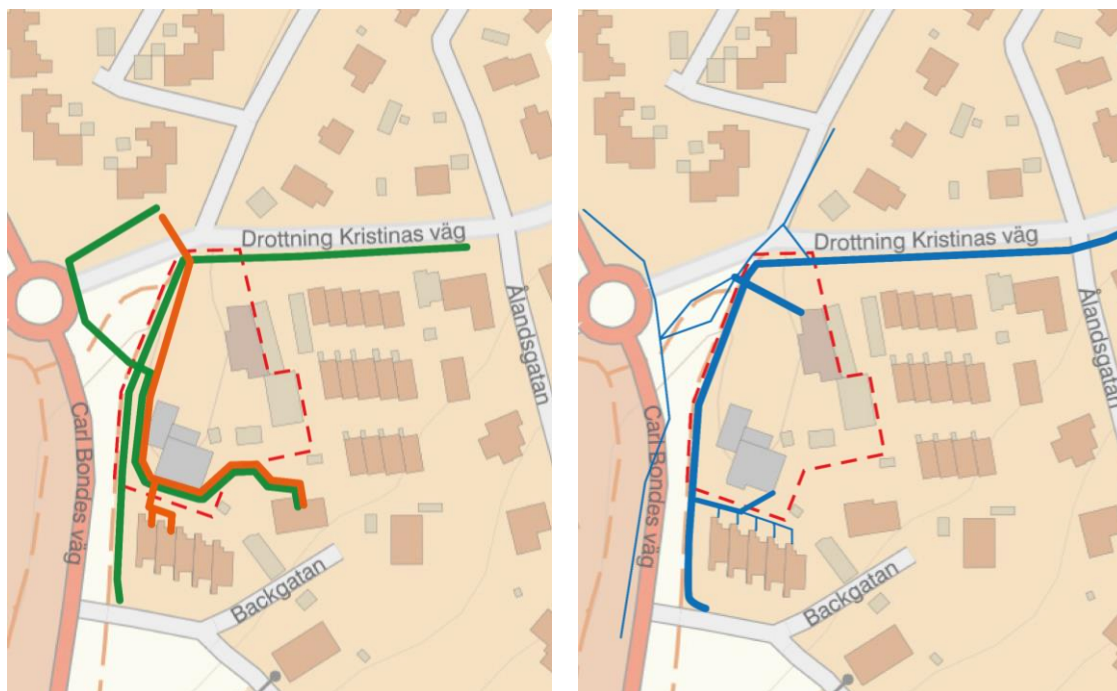 Drottning Kristinas väg
Ålandsgatan
Carl Bondes väg
Backgatan
Drottning Kristinas väg
Ålandsgatan
Carl Bondes väg
Backgatan